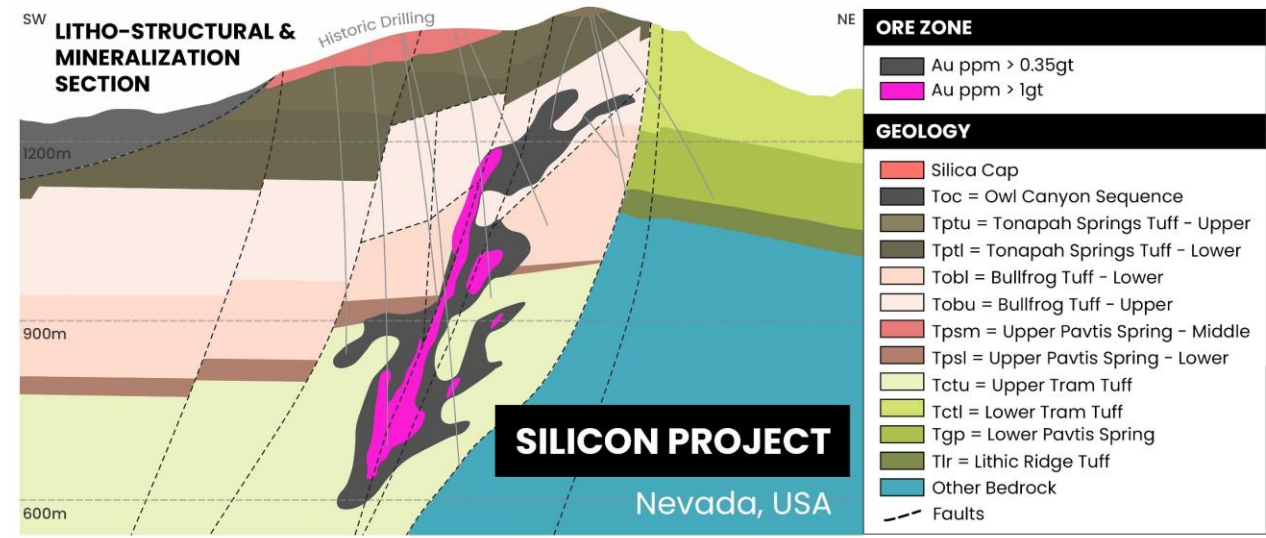 SW
LITHO-STRUCTURAL &
MINERALIZATION
SECTION
Historic Drilling
NE
1200m
900m
600m
SILICON PROJECT
Nevada, USA
ORE ZONE
Au ppm > 0.35gt
Au ppm > 1gt
GEOLOGY
Silica Cap
Toc = Owl Canyon Sequence
Tptu = Tonapah Springs Tuff - Upper
Tptl = Tonapah Springs Tuff - Lower
Tobl = Bullfrog Tuff - Lower
Tobu = Bullfrog Tuff - Upper
Tpsm = Upper Pavtis Spring - Middle
Tpsl = Upper Pavtis Spring - Lower
Tctu = Upper Tram Tuff
Tctl = Lower Tram Tuff
Tgp = Lower Pavtis Spring
Tlr = Lithic Ridge Tuff
Other Bedrock
Faults